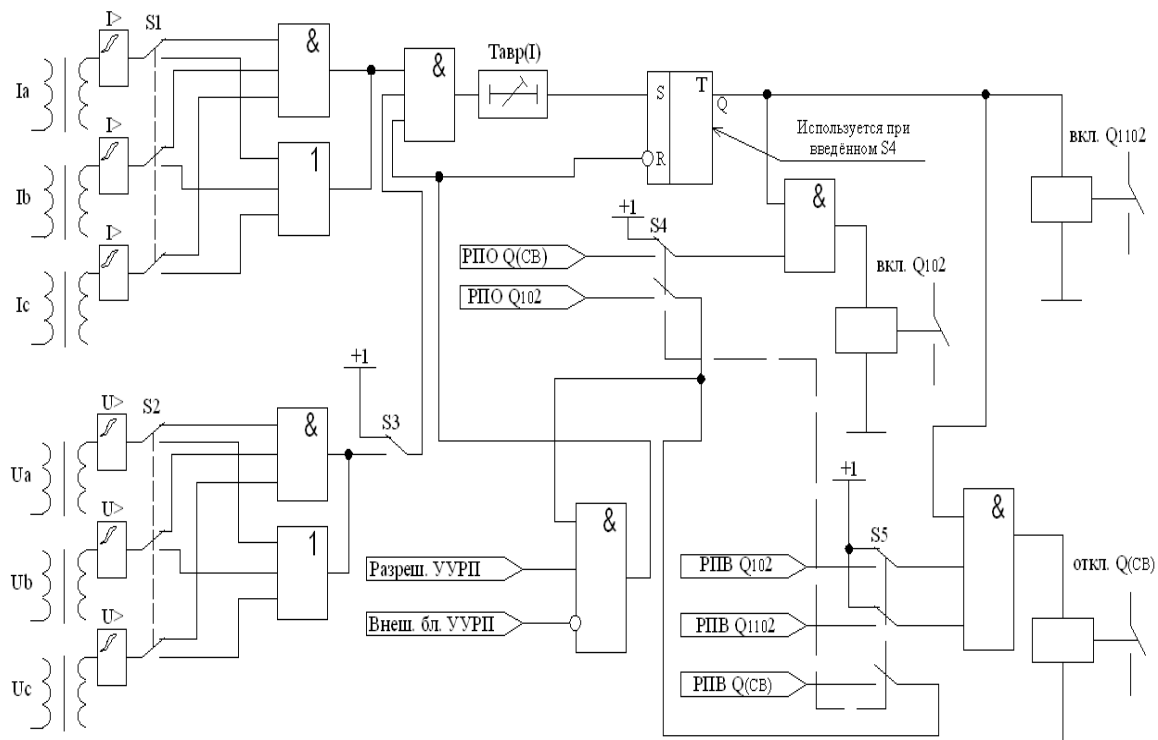 I>
S1
&
Ia
I>
1
Ib
I>
Ic
&
Тавр(I)
S
T
Q
R
Используется при
введённом S4
вкл. Q1102
&
+1
S4
РПО Q(СВ)
РПО Q102
вкл. Q102
+1
S3
U>
S2
&
Ua
U>
1
Ub
U>
Uc
&
Разреш. УУРП
Внеш. бл. УУРП
+1
S5
&
РПВ Q102
РПВ Q1102
РПВ Q(СВ)
откл. Q(СВ)